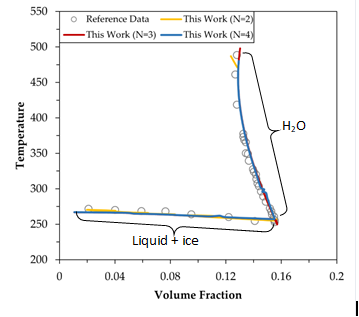 550
500
450
400
350
300
250
200
Temperature
Reference Data
This Work (N=2)
This Work (N=3)
This Work (N=4)
H₂O
Liquid + ice
0
0.04
0.08
0.12
0.16
0.2
Volume Fraction